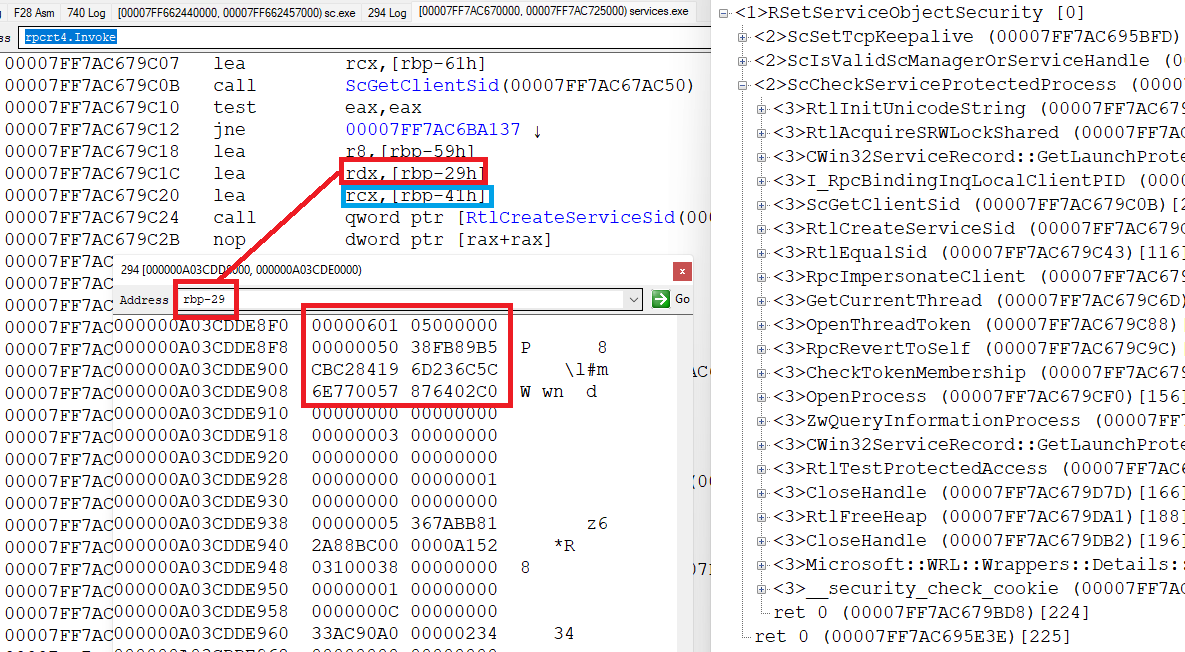 F28 Asm 740 Log [00007FF662440000, 00007FF662457000) sc.exe 294 Log [00007FF7AC670000, 00007FF7AC725000) services.exe
ss rpcrt4.Invoke
00007FF7AC679C07 lea rcx,[rbp-61h]
00007FF7AC679C0B call ScGetClientSid(00007FF7AC67AC50)
00007FF7AC679C10 test eax,eax
00007FF7AC679C12 jne 00007FF7AC6BA137 ↓
00007FF7AC679C18 lea r8,[rbp-59h]
00007FF7AC679C1C lea rdx,[rbp-29h]
00007FF7AC679C20 lea rcx,[rbp-41h]
00007FF7AC679C24 call qword ptr [RtlCreateServiceSid(00
00007FF7AC679C2B nop dword ptr [rax+rax]
294 [000000A03CDD8000, 000000A03CDE0000)
x
Address rbp-29 Go
000000A03CDDE8F0 00000601 05000000
000000A03CDDE8F8 00000050 38FB89B5 P 8
000000A03CDDE900 CBC28419 6D236C5C \l#m
000000A03CDDE908 6E770057 876402C0 W wn d
000000A03CDDE910 00000000 00000000
000000A03CDDE918 00000003 00000000
000000A03CDDE920 00000000 00000000
000000A03CDDE928 00000000 00000001
000000A03CDDE930 00000000 00000000
000000A03CDDE938 00000005 367ABB81 z6
000000A03CDDE940 2A88BC00 0000A152 *R
000000A03CDDE948 03100038 00000000 8
000000A03CDDE950 00000001 00000000
000000A03CDDE958 0000000C 00000000
000000A03CDDE960 33AC90A0 00000234 34
<1>RSetServiceObjectSecurity [0]
<2>ScSetTcpKeepalive (00007FF7AC695BFD)
<2>ScIsValidScManagerOrServiceHandle (00
<2>ScCheckServiceProtectedProcess (0000
<3>RtlInitUnicodeString (00007FF7AC679
<3>RtlAcquireSRWLockShared (00007FF7AC
<3>CWin32ServiceRecord::GetLaunchProte
<3>I_RpcBindingInqLocalClientPID (0000
<3>ScGetClientSid (00007FF7AC679C0B)[2
<3>RtlCreateServiceSid (00007FF7AC679C
<3>RtlEqualSid (00007FF7AC679C43)[116]
<3>RpcImpersonateClient (00007FF7AC679
<3>GetCurrentThread (00007FF7AC679C6D)
<3>OpenThreadToken (00007FF7AC679C88)
<3>RpcRevertToSelf (00007FF7AC679C9C)
<3>CheckTokenMembership (00007FF7AC679
<3>OpenProcess (00007FF7AC679CF0)[156]
<3>ZwQueryInformationProcess (00007FF7
<3>CWin32ServiceRecord::GetLaunchProte
<3>RtlTestProtectedAccess (00007FF7AC6
<3>CloseHandle (00007FF7AC679D7D)[166]
<3>RtlFreeHeap (00007FF7AC679DA1)[188]
<3>CloseHandle (00007FF7AC679DB2)[196]
<3>Microsoft::WRL::Wrappers::Details::
<3>__security_check_cookie (00007FF7AC
ret 0 (00007FF7AC679BD8)[224]
ret 0 (00007FF7AC695E3E)[225]